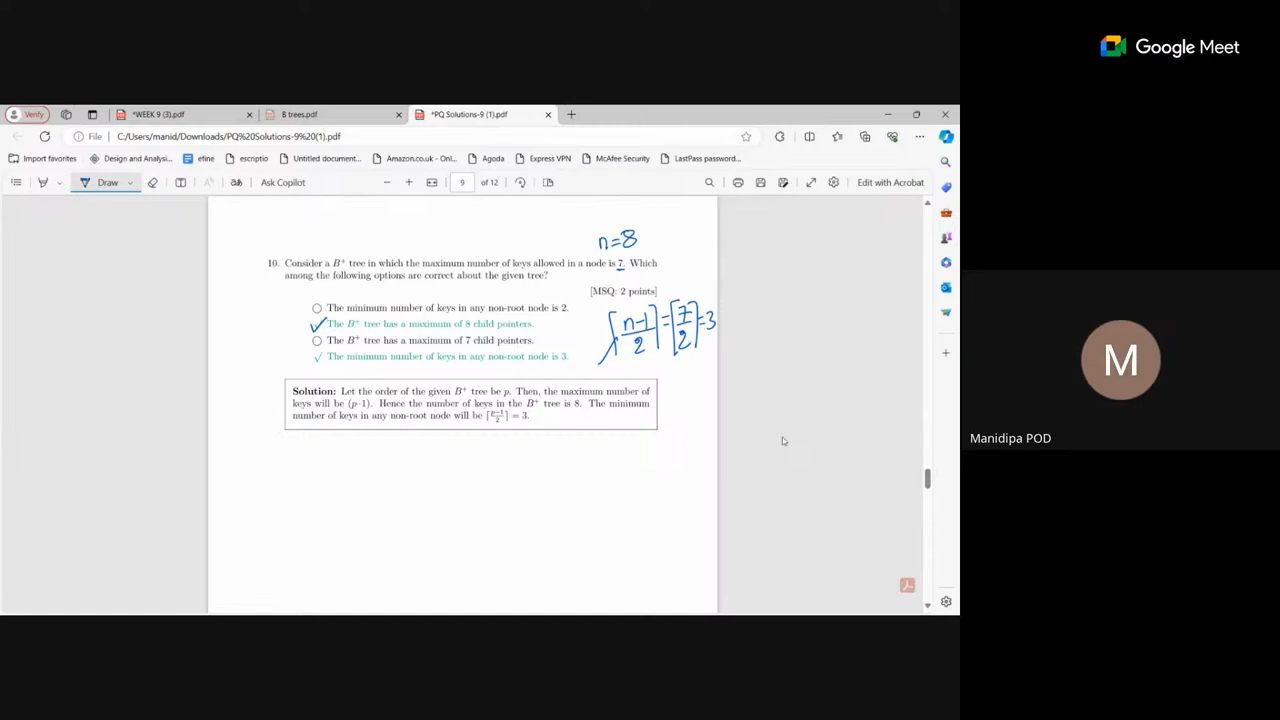 Google Meet
Verify
*WEEK 9 (3).pdf
B trees.pdf
*PQ Solutions-9 (1).pdf
File
C:/Users/manid/Downloads/PQ%20Solutions-9%20(1).pdf
Import favorites
Design and Analysi...
efine
escriptio
Untitled document...
Amazon.co.uk - Onl...
Agoda
Express VPN
McAfee Security
LastPass password...
Draw
Ask Copilot
9 of 12
Edit with Acrobat
n=8
10. Consider a B⁺ tree in which the maximum number of keys allowed in a node is 7. Which
among the following options are correct about the given tree?
[MSQ: 2 points]
The minimum number of keys in any non-root node is 2.
The B⁺ tree has a maximum of 8 child pointers.
The B⁺ tree has a maximum of 7 child pointers.
The minimum number of keys in any non-root node is 3.
⌈n-1/2⌉=⌈7/2⌉=3
Solution: Let the order of the given B⁺ tree be p. Then, the maximum number of
keys will be (p–1). Hence the number of keys in the B⁺ tree is 8. The minimum
number of keys in any non-root node will be ⌈p−1/2⌉ = 3.
M
Manidipa POD